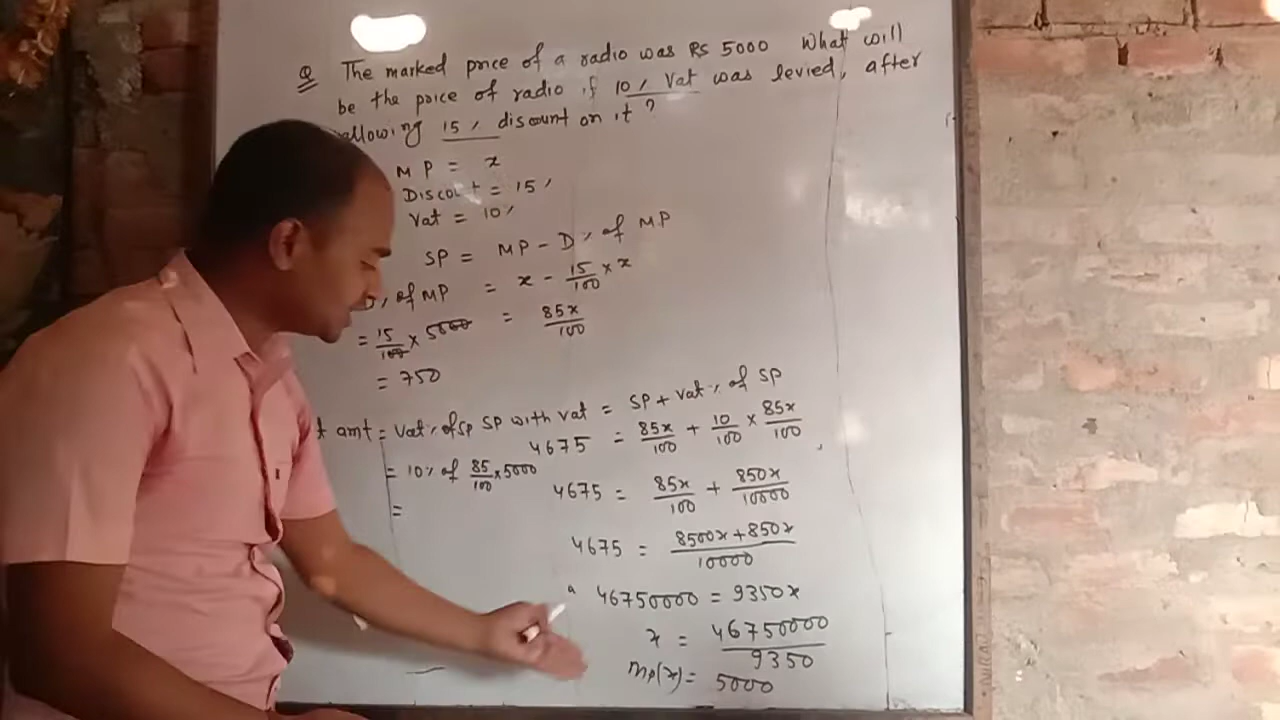 Q The marked price of a radio was RS 5000 What will
be the price of radio if 10% Vat was levied, after
allowing 15% discount on it?
MP = x
Discount = 15%
Vat = 10%
SP = MP - D% of MP
D% of MP = x - 15/100 × x
= 15/100 × 5000 = 85x/100
= 750
SP with vat = SP + vat% of SP
t amt = Vat% of SP 4675 = 85x/100 + 10/100 × 85x/100
= 10% of 85/100 × 5000 4675 = 85x/100 + 850x/10000
=
4675 = 8500x+850x/10000
46750000 = 9350x
x = 46750000/9350
MP(x) = 5000